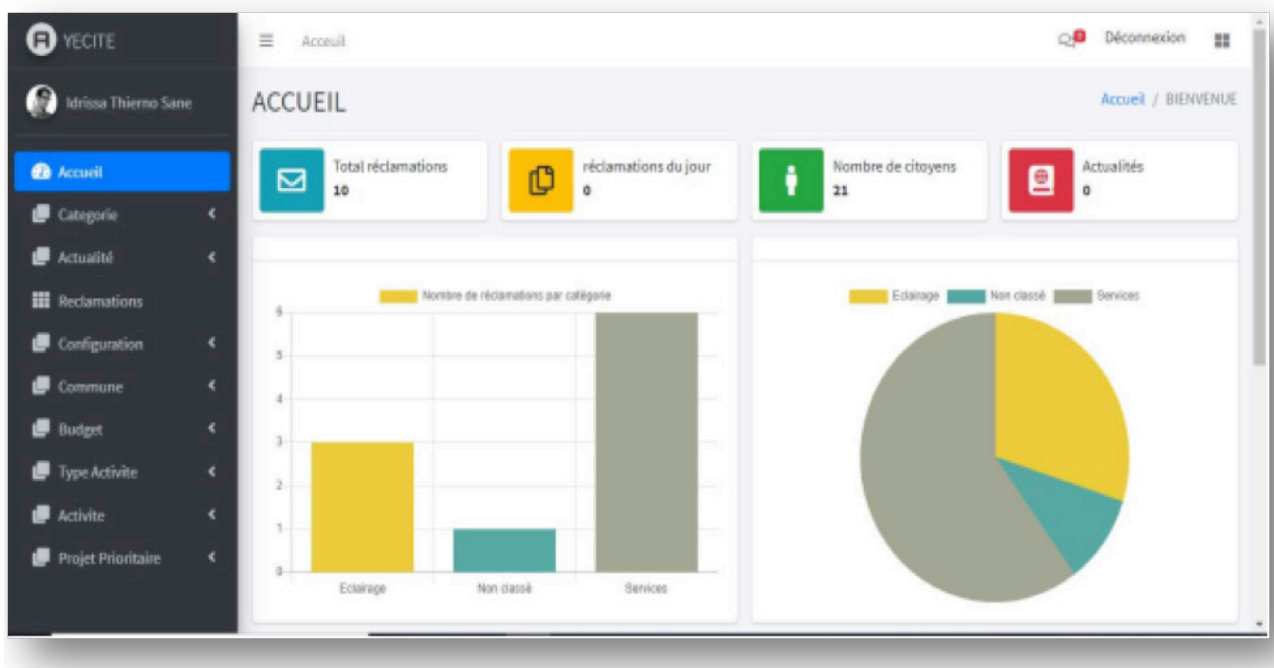 YECITE
Acceuil
0
Déconnexion
Idrissa Thierno Sane
ACCUEIL
Accueil / BIENVENUE
Accueil
Categorie
Actualité
Reclamations
Configuration
Commune
Budget
Type Activite
Activite
Projet Prioritaire
Total réclamations
10
réclamations du jour
0
Nombre de citoyens
21
Actualités
0
Nombre de réclamations par catégorie
6
5
4
3
2
1
0
Eclairage
Non classé
Services
Eclairage
Non classé
Services